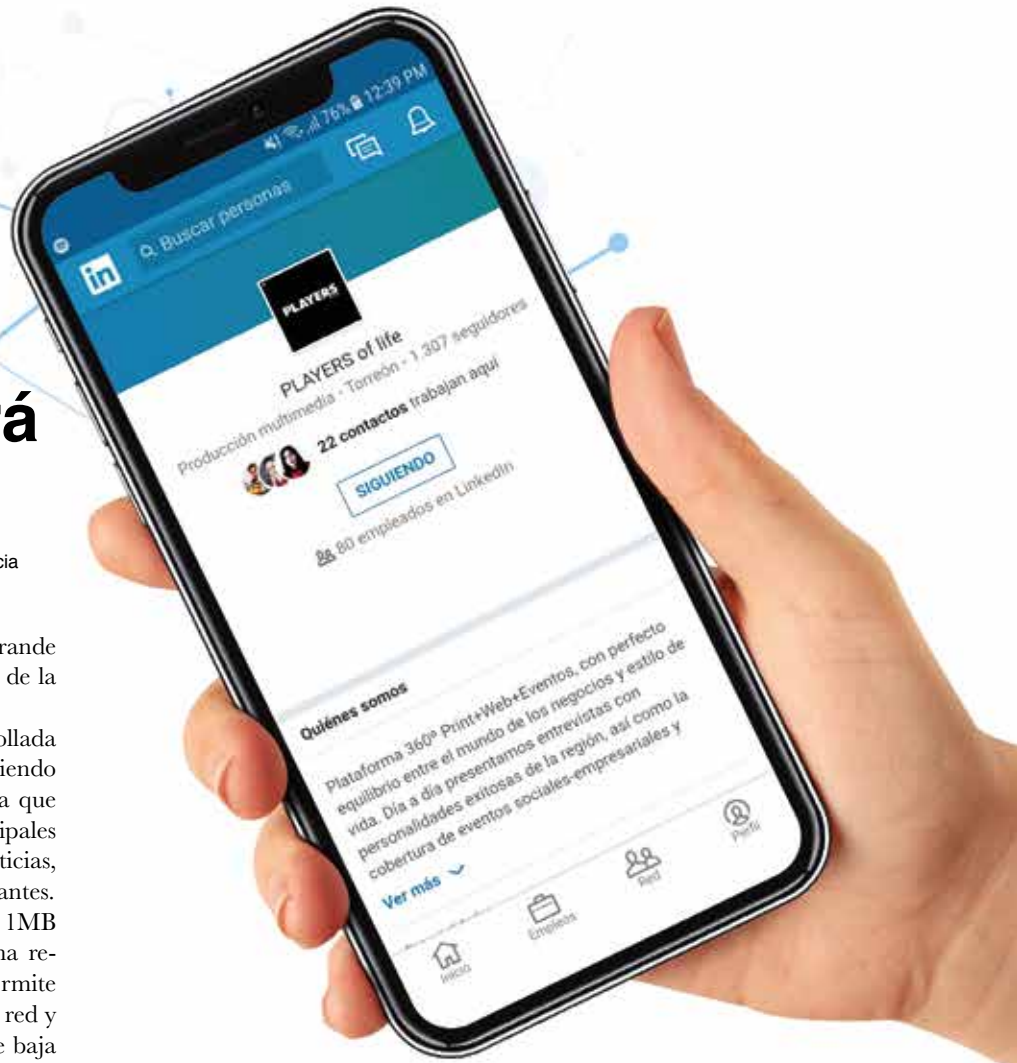 76% 12:39 PM
in
Buscar personas
PLAYERS
PLAYERS of life
Producción multimedia - Torreón - 1.307 seguidores
22 contactos trabajan aquí
SIGUIENDO
80 empleados en LinkedIn
Quiénes somos
Plataforma 360º Print+Web+Eventos, con perfecto
equilibrio entre el mundo de los negocios y estilo de
vida. Día a día presentamos entrevistas con
personalidades exitosas de la región, así como la
cobertura de eventos sociales-empresariales y
Ver más
Inicio
Empleos
Red
Perfil
rá
cia
rande
de la
ollada
iendo
a que
ipales
ticias,
antes.
1MB
na re-
rmite
red y
e baja